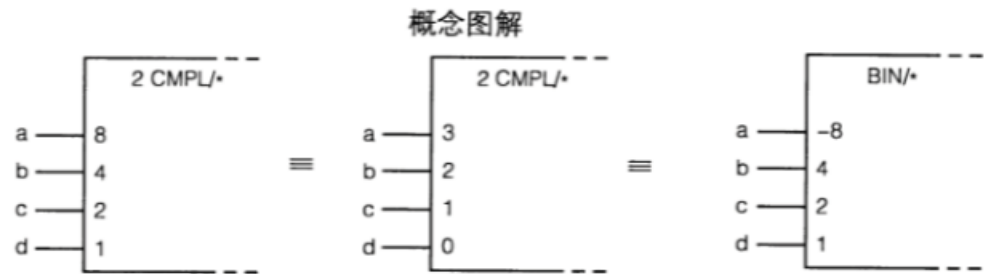 概念图解
2 CMPL/*
a 8
b 4
c 2
d 1
≡
2 CMPL/*
a 3
b 2
c 1
d 0
≡
BIN/*
a -8
b 4
c 2
d 1